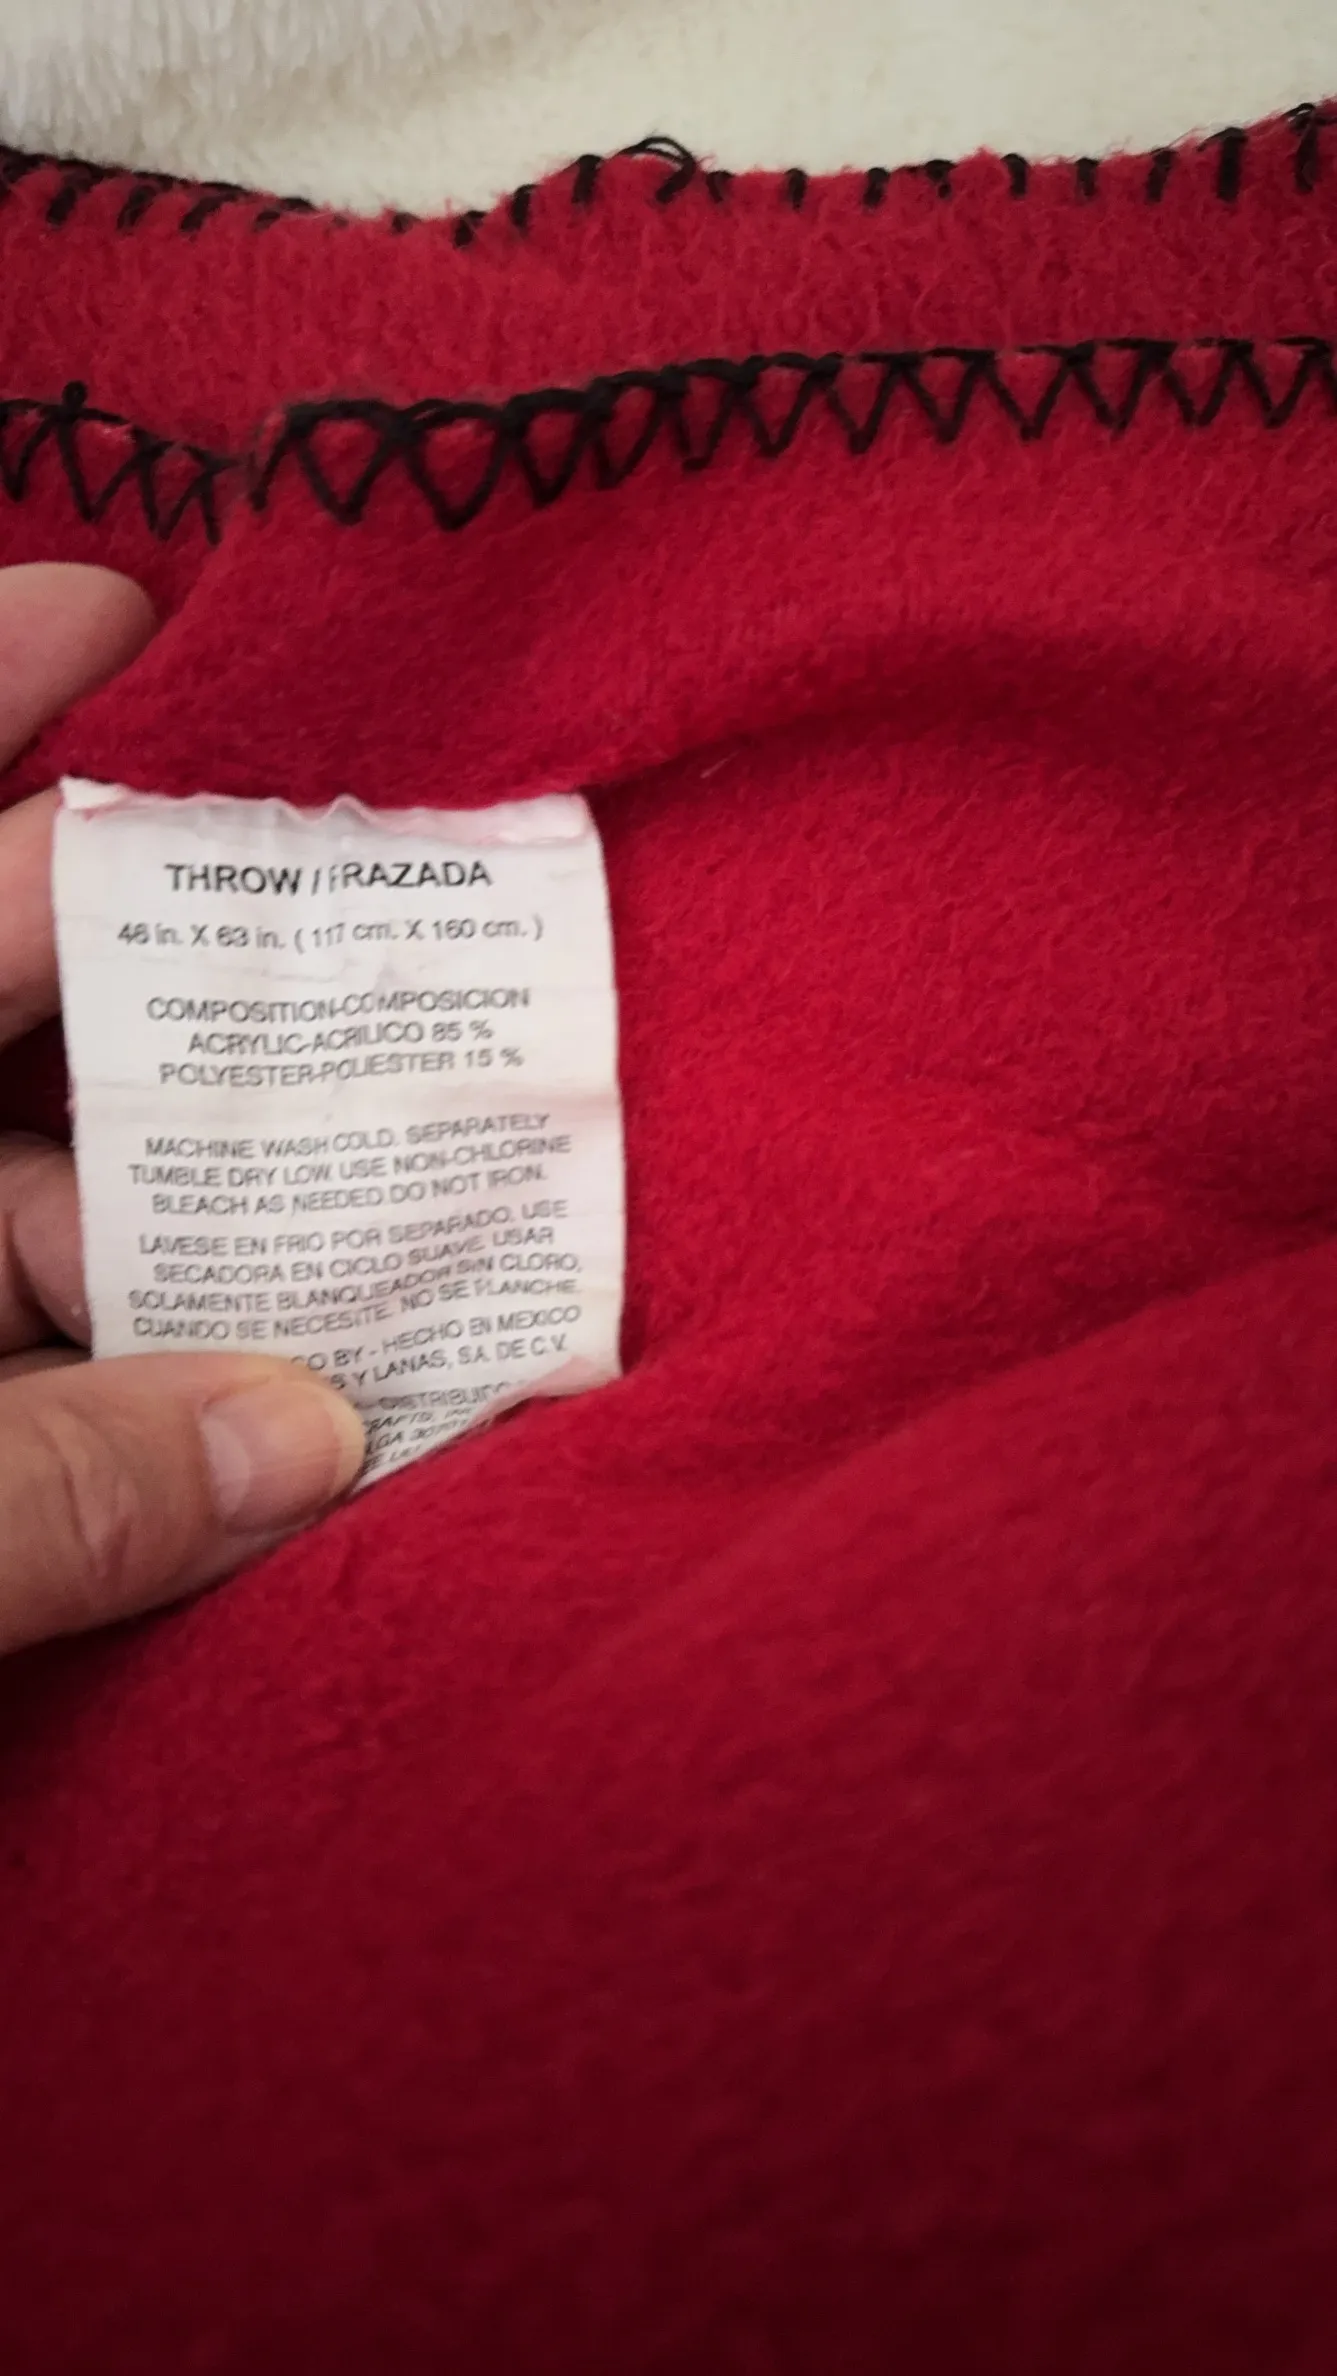 THROW / FRAZADA
46 in. X 63 in. ( 117 cm. X 160 cm. )
COMPOSITION-COMPOSICION
ACRYLIC-ACRILICO 85 %
POLYESTER-POLIESTER 15 %
MACHINE WASH COLD. SEPARATELY
TUMBLE DRY LOW. USE NON-CHLORINE
BLEACH AS NEEDED. DO NOT IRON.
LAVESE EN FRIO POR SEPARADO. USE
SECADORA EN CICLO SUAVE. USAR
SOLAMENTE BLANQUEADOR SIN CLORO,
CUANDO SE NECESITE. NO SE PLANCHE.
BY - HECHO EN MEXICO
Y LANAS, S.A. DE C.V.